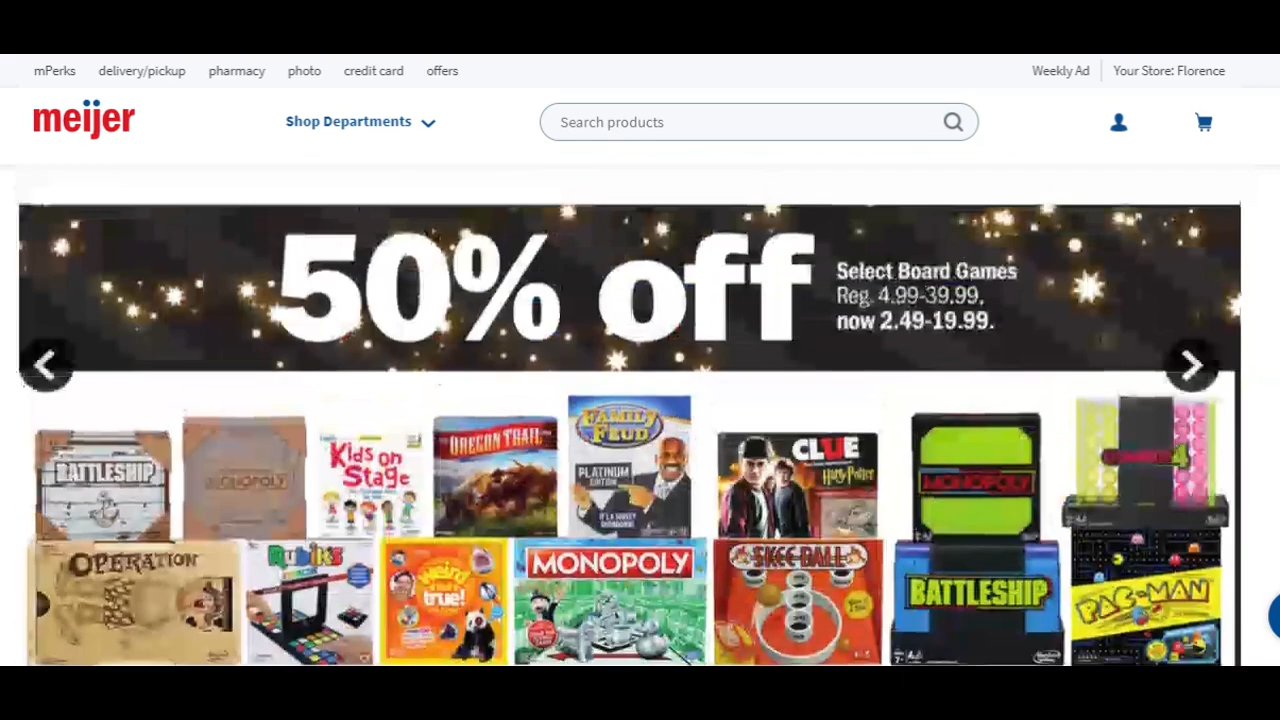 mPerks delivery/pickup pharmacy photo credit card offers Weekly Ad Your Store: Florence
meijer Shop Departments Search products
50% off
Select Board Games
Reg. 4.99-39.99,
now 2.49-19.99.
BATTLESHIP
MONOPOLY
Kids on
Stage
OREGON TRAIL
FAMILY
FEUD
PLATINUM
EDITION
CLUE
Harry Potter
MONOPOLY
4
OPERATION
Rubik's
Weird
but
true!
MONOPOLY
SKEE-BALL
BATTLESHIP
PAC-MAN